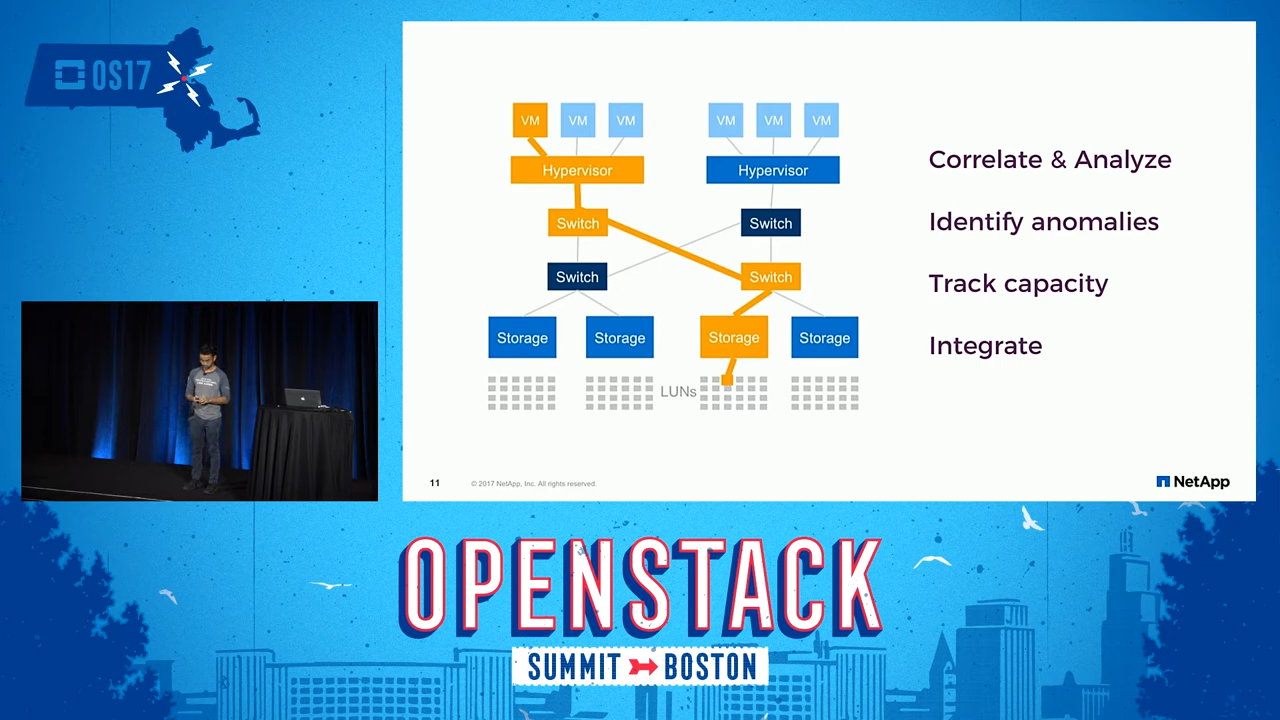 OS17
VM VM VM VM VM VM
Hypervisor Hypervisor
Switch Switch
Switch Switch
Storage Storage Storage Storage
LUNs
Correlate & Analyze
Identify anomalies
Track capacity
Integrate
11 © 2017 NetApp, Inc. All rights reserved.
NetApp
OPENSTACK
SUMMIT BOSTON